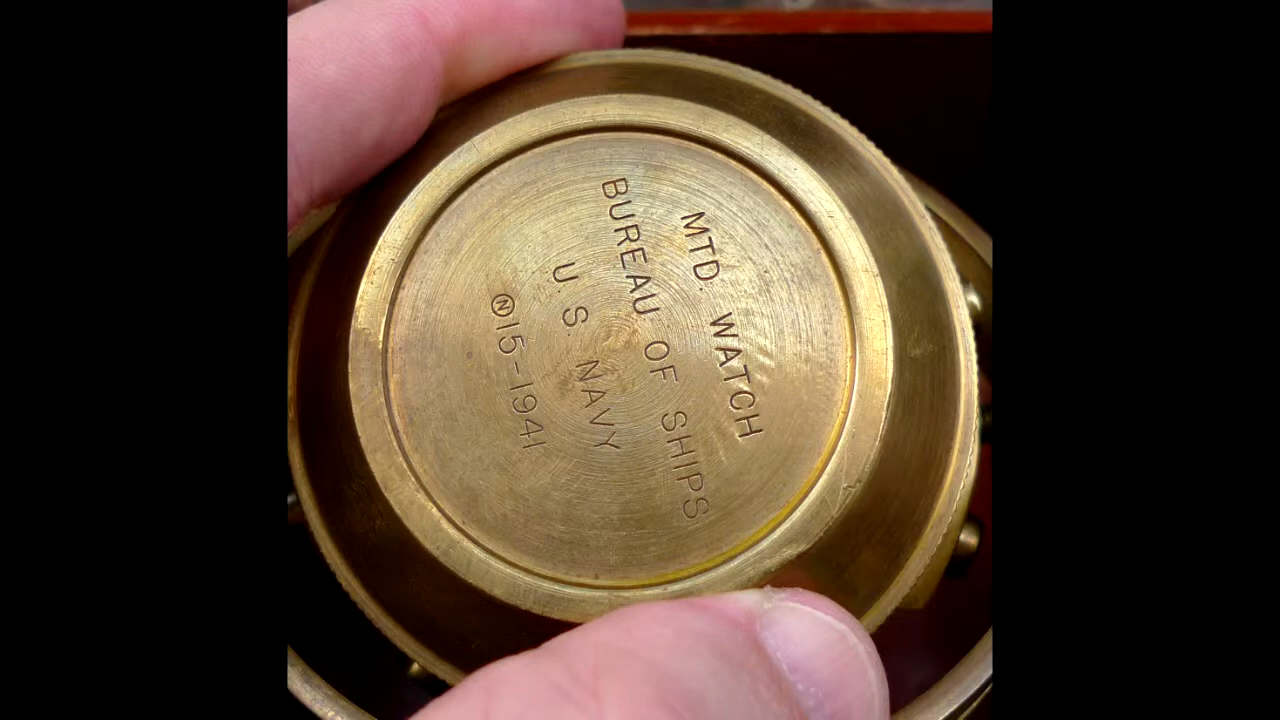 MTD. WATCH
BUREAU OF SHIPS
U.S. NAVY
Ⓝ15-1941